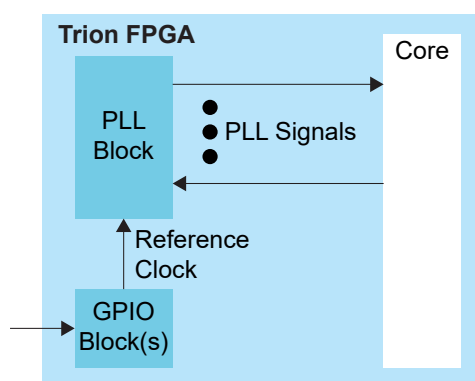 Trion FPGA
Core
PLL
Block
PLL Signals
Reference
Clock
GPIO
Block(s)